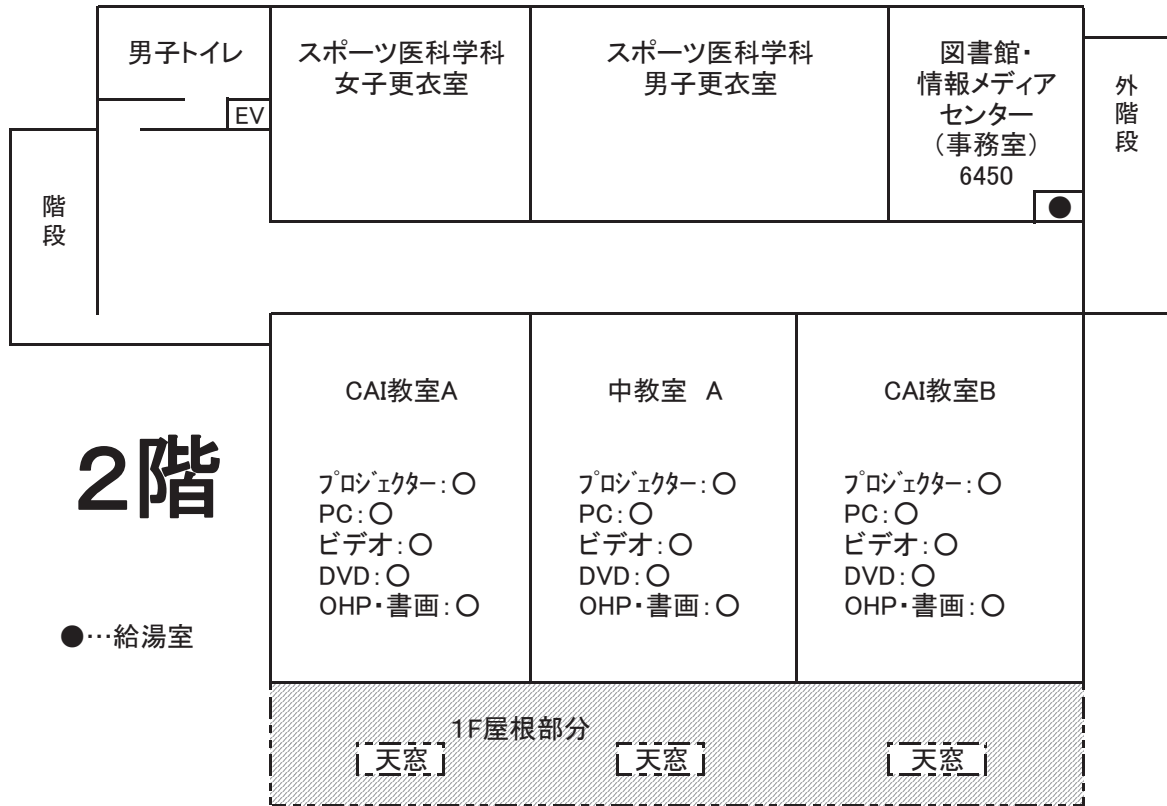 男子トイレ
EV
階段
スポーツ医科学科
女子更衣室
スポーツ医科学科
男子更衣室
図書館・
情報メディア
センター
（事務室）
6450
●
外階段
2階
●…給湯室
CAI教室A
ﾌﾟﾛｼﾞｪｸﾀｰ：○
PC：○
ビデオ：○
DVD：○
OHP・書画：○
中教室　A
ﾌﾟﾛｼﾞｪｸﾀｰ：○
PC：○
ビデオ：○
DVD：○
OHP・書画：○
CAI教室B
ﾌﾟﾛｼﾞｪｸﾀｰ：○
PC：○
ビデオ：○
DVD：○
OHP・書画：○
1F屋根部分
天窓
天窓
天窓